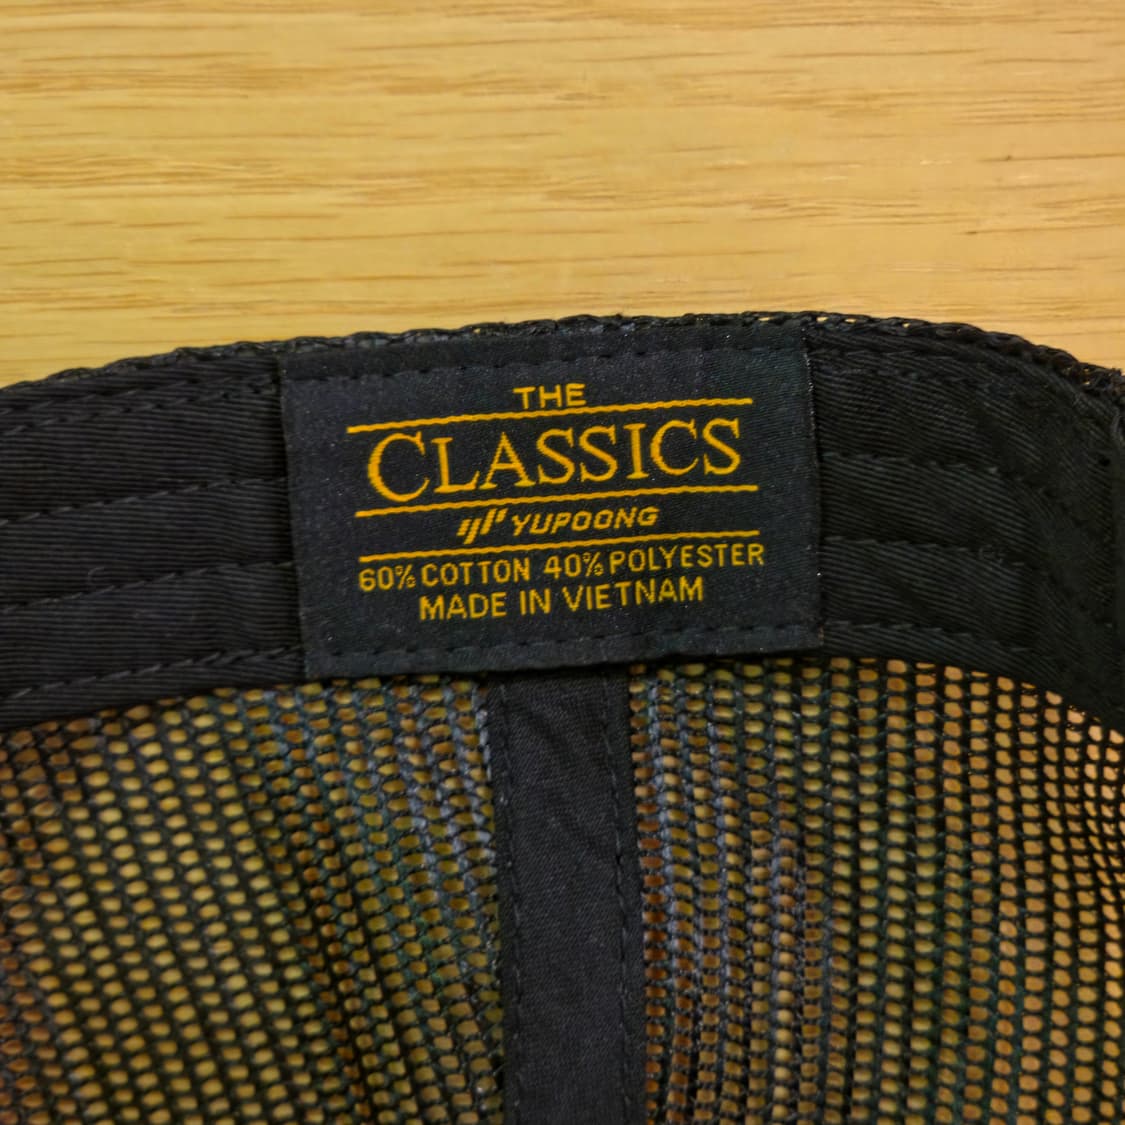 THE
CLASSICS
YUPOONG
60% COTTON 40% POLYESTER
MADE IN VIETNAM